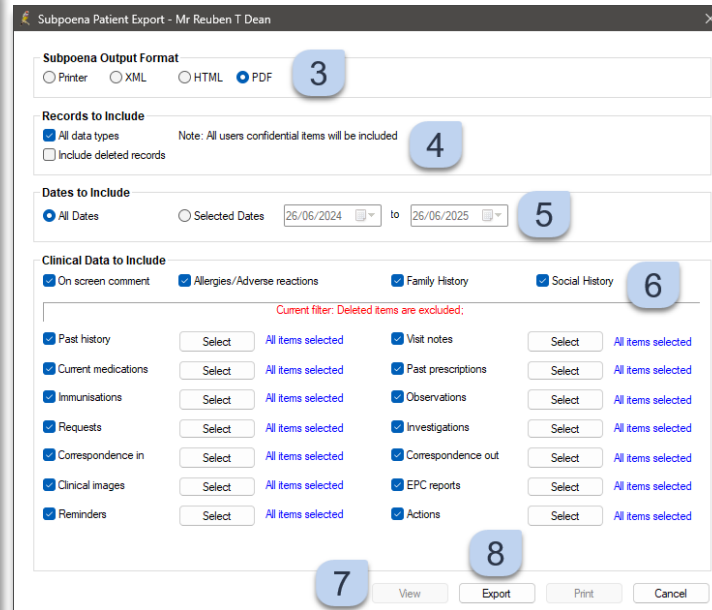 Subpoena Patient Export - Mr Reuben T Dean
Subpoena Output Format
Printer XML HTML PDF 3
Records to Include
All data types Note: All users confidential items will be included 4
Include deleted records
Dates to Include
All Dates Selected Dates 26/06/2024 to 26/06/2025 5
Clinical Data to Include
On screen comment Allergies/Adverse reactions Family History Social History 6
Current filter: Deleted items are excluded;
Past history Select All items selected Visit notes Select All items selected
Current medications Select All items selected Past prescriptions Select All items selected
Immunisations Select All items selected Observations Select All items selected
Requests Select All items selected Investigations Select All items selected
Correspondence in Select All items selected Correspondence out Select All items selected
Clinical images Select All items selected EPC reports Select All items selected
Reminders Select All items selected Actions Select All items selected
8
7 View Export Print Cancel